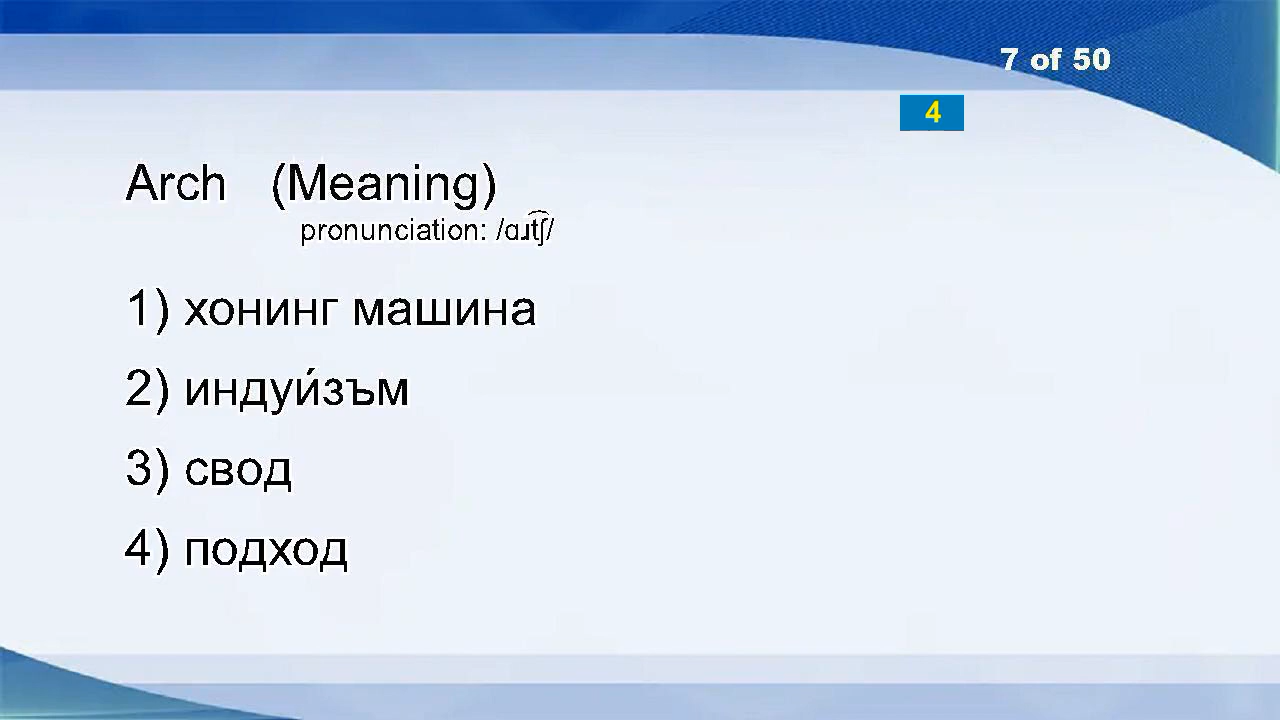 7 of 50
4
Arch (Meaning)
pronunciation: /ɑɹt͡ʃ/
1) хонинг машина
2) индуи́зъм
3) свод
4) подход